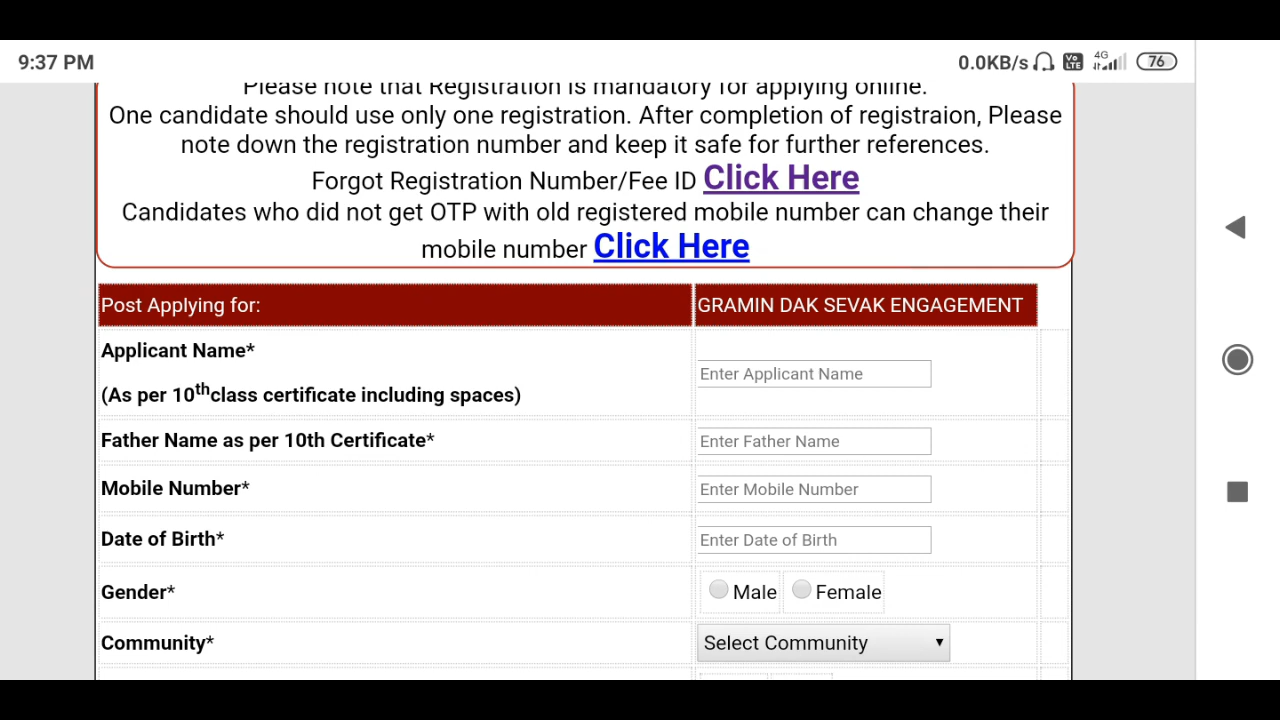 9:37 PM
0.0KB/s Vo LTE 4G 76
Please note that Registration is mandatory for applying online.
One candidate should use only one registration. After completion of registraion, Please
note down the registration number and keep it safe for further references.
Forgot Registration Number/Fee ID Click Here
Candidates who did not get OTP with old registered mobile number can change their
mobile number Click Here
Post Applying for: GRAMIN DAK SEVAK ENGAGEMENT
Applicant Name*
(As per 10thclass certificate including spaces)
Enter Applicant Name
Father Name as per 10th Certificate* Enter Father Name
Mobile Number* Enter Mobile Number
Date of Birth* Enter Date of Birth
Gender* Male Female
Community* Select Community